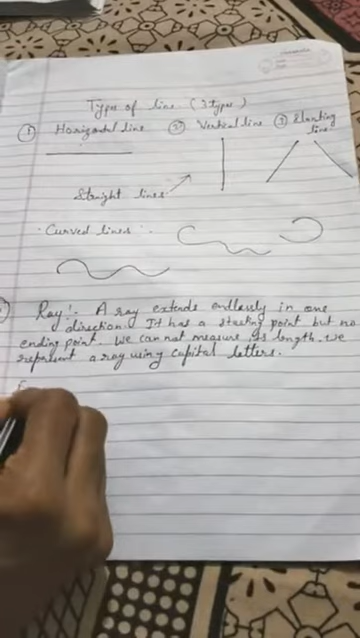 Types of line (3 types)
① Horizontal line ② Vertical line ③ Slanting line
Straight lines
Curved lines :-
Ray :- A ray extends endlessly in one
direction. It has a starting point but no
ending point. We can not measure its length. We
represent a ray using capital letters.